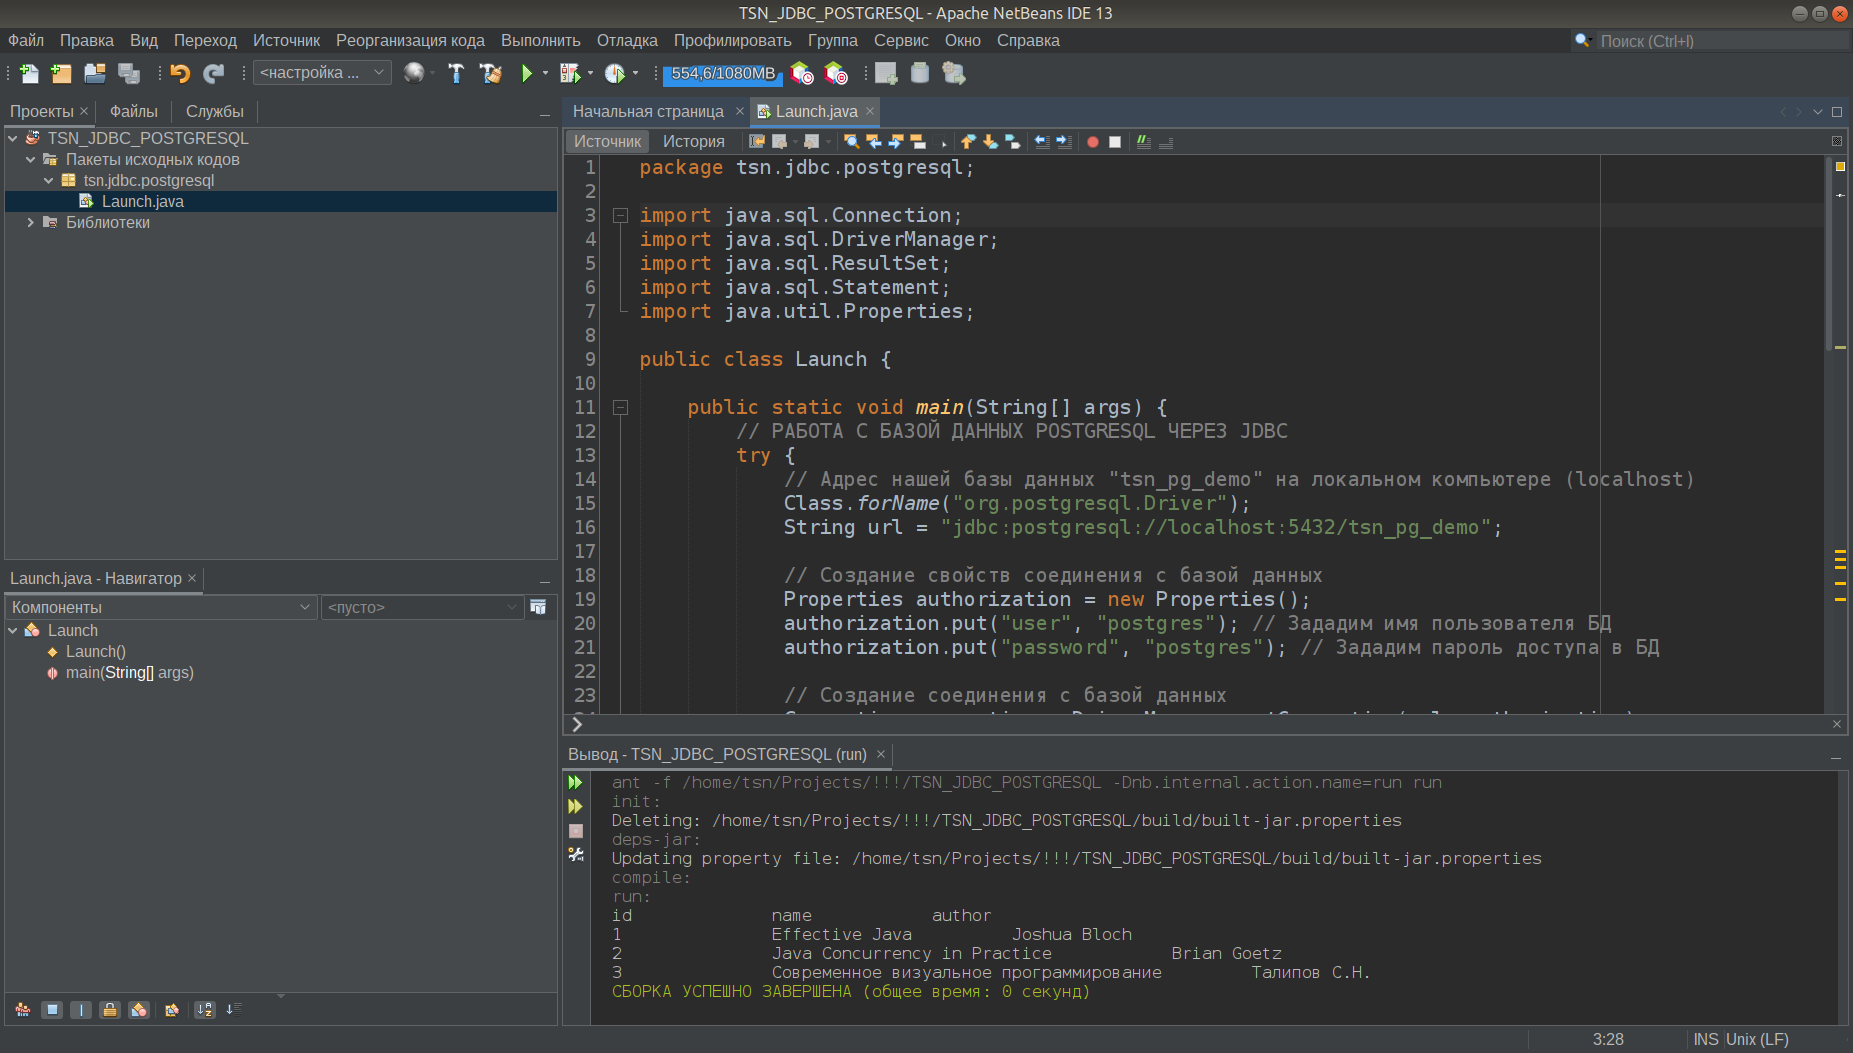 TSN_JDBC_POSTGRESQL - Apache NetBeans IDE 13
Файл Правка Вид Переход Источник Реорганизация кода Выполнить Отладка Профилировать Группа Сервис Окно Справка
Поиск (Ctrl+I)
<настройка ...
554,6/1080MB
Проекты Файлы Службы
TSN_JDBC_POSTGRESQL
Пакеты исходных кодов
tsn.jdbc.postgresql
Launch.java
Библиотеки
Launch.java - Навигатор
Компоненты
<пусто>
Launch
Launch()
main(String[] args)
Начальная страница Launch.java
Источник История
1 package tsn.jdbc.postgresql;
2
3 import java.sql.Connection;
4 import java.sql.DriverManager;
5 import java.sql.ResultSet;
6 import java.sql.Statement;
7 import java.util.Properties;
8
9 public class Launch {
10
11 public static void main(String[] args) {
12 // РАБОТА С БАЗОЙ ДАННЫХ POSTGRESQL ЧЕРЕЗ JDBC
13 try {
14 // Адрес нашей базы данных "tsn_pg_demo" на локальном компьютере (localhost)
15 Class.forName("org.postgresql.Driver");
16 String url = "jdbc:postgresql://localhost:5432/tsn_pg_demo";
17
18 // Создание свойств соединения с базой данных
19 Properties authorization = new Properties();
20 authorization.put("user", "postgres"); // Зададим имя пользователя БД
21 authorization.put("password", "postgres"); // Зададим пароль доступа в БД
22
23 // Создание соединения с базой данных
Вывод - TSN_JDBC_POSTGRESQL (run)
ant -f /home/tsn/Projects/!!!/TSN_JDBC_POSTGRESQL -Dnb.internal.action.name=run run
init:
Deleting: /home/tsn/Projects/!!!/TSN_JDBC_POSTGRESQL/build/built-jar.properties
deps-jar:
Updating property file: /home/tsn/Projects/!!!/TSN_JDBC_POSTGRESQL/build/built-jar.properties
compile:
run:
id name author
1 Effective Java Joshua Bloch
2 Java Concurrency in Practice Brian Goetz
3 Современное визуальное программирование Талипов С.Н.
СБОРКА УСПЕШНО ЗАВЕРШЕНА (общее время: 0 секунд)
3:28 INS Unix (LF)